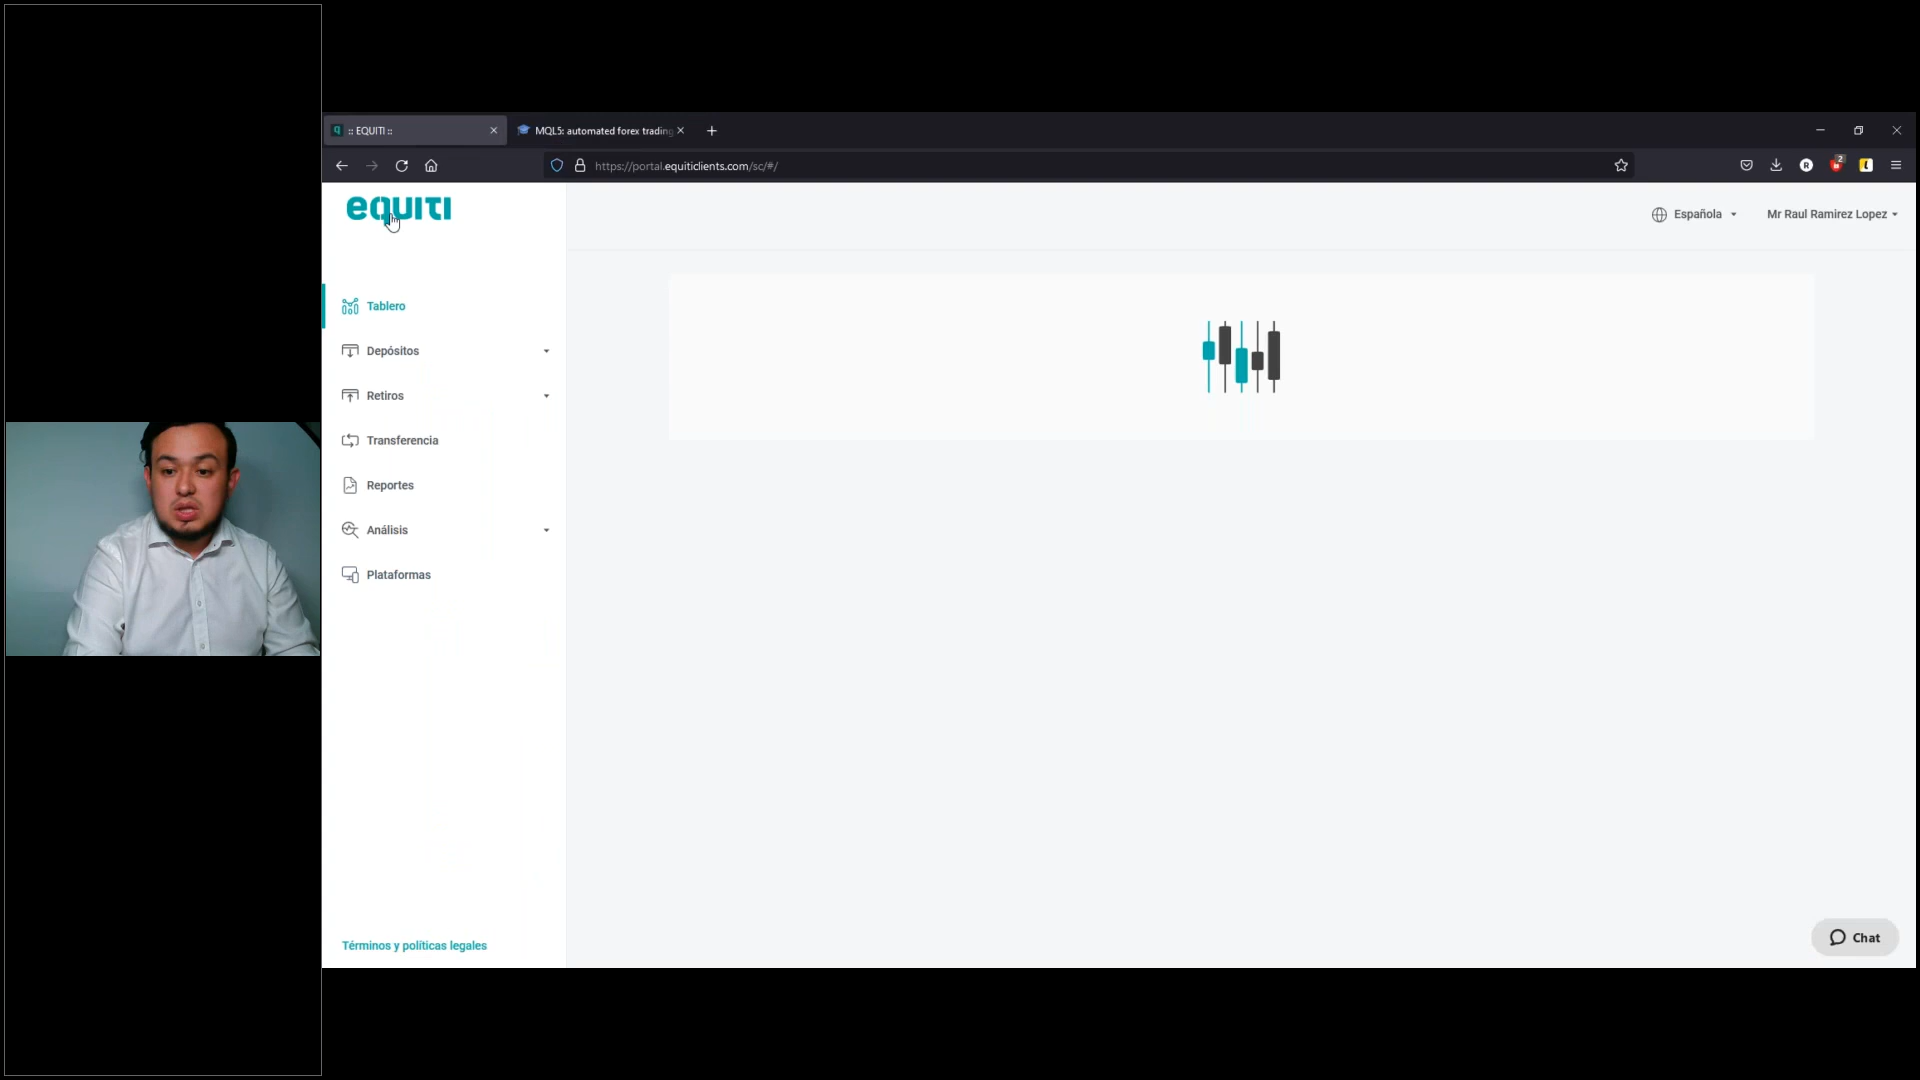 :: EQUITI ::
MQL5: automated forex trading
https://portal.equiticlients.com/sc/#/
2
equiti
Española
Mr Raul Ramirez Lopez
Tablero
Depósitos
Retiros
Transferencia
Reportes
Análisis
Plataformas
Términos y políticas legales
Chat